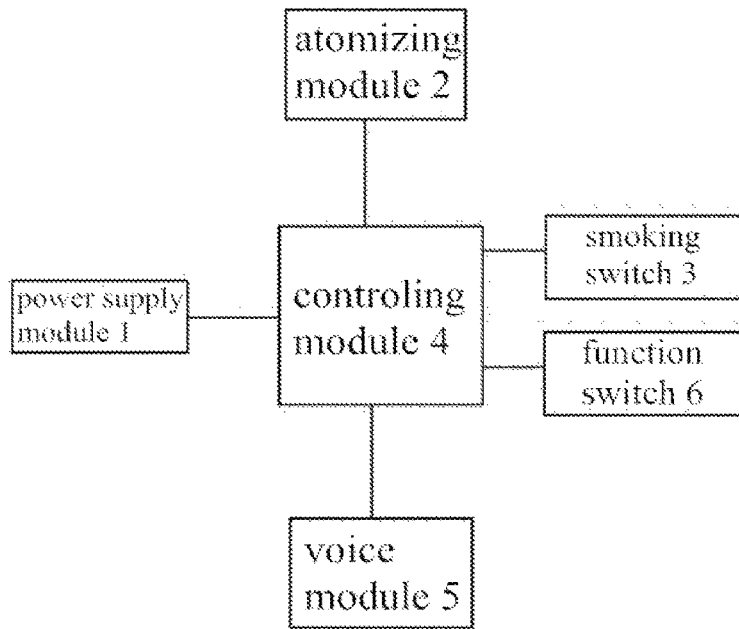 atomizing
module 2
smoking
switch 3
power supply
module 1
controling
module 4
function
switch 6
voice
module 5